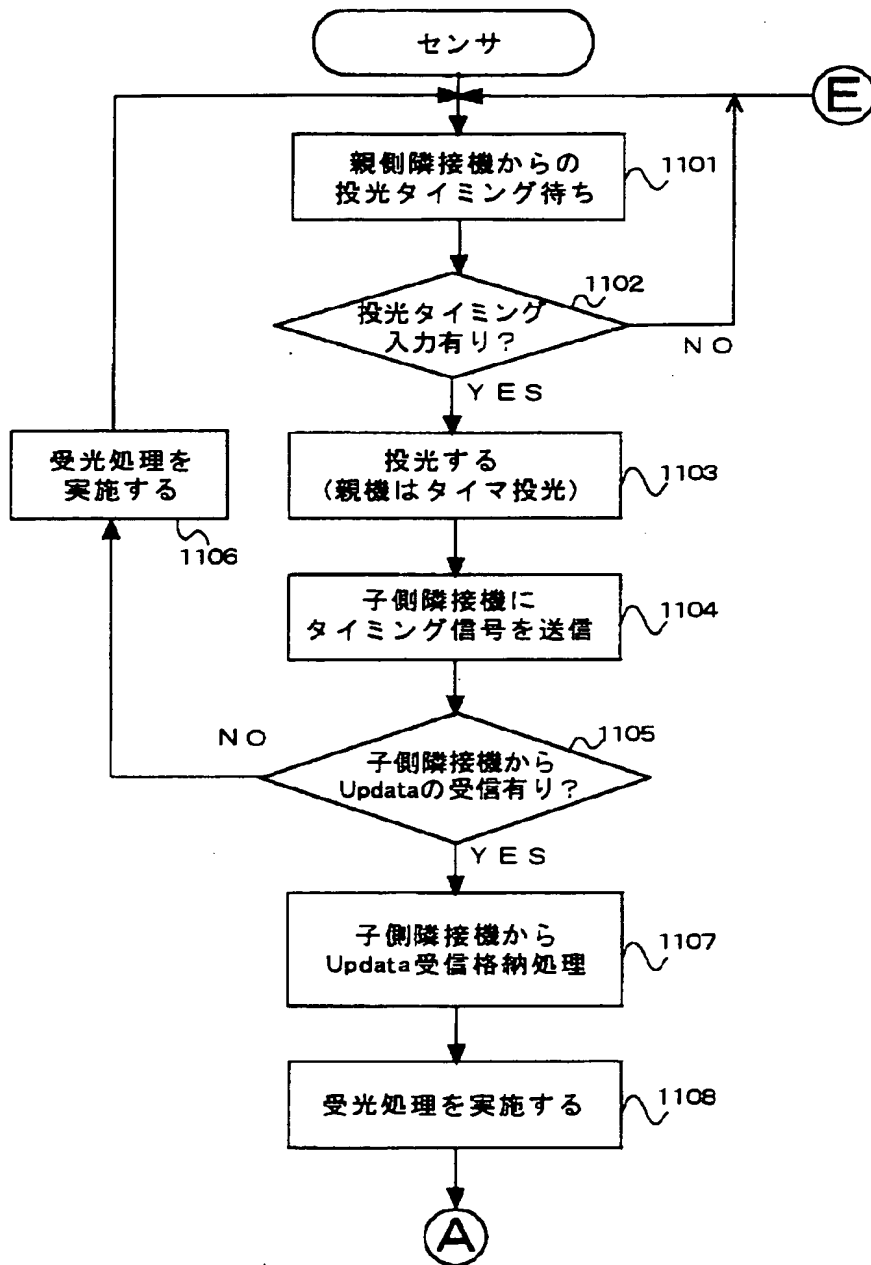 センサ
E
親側隣接機からの
投光タイミング待ち
1101
1102
投光タイミング
入力有り?
NO
YES
投光する
(親機はタイマ投光)
1103
受光処理を
実施する
1106
子側隣接機に
タイミング信号を送信
1104
NO
1105
子側隣接機から
Updataの受信有り?
YES
子側隣接機から
Updata受信格納処理
1107
受光処理を実施する
1108
A